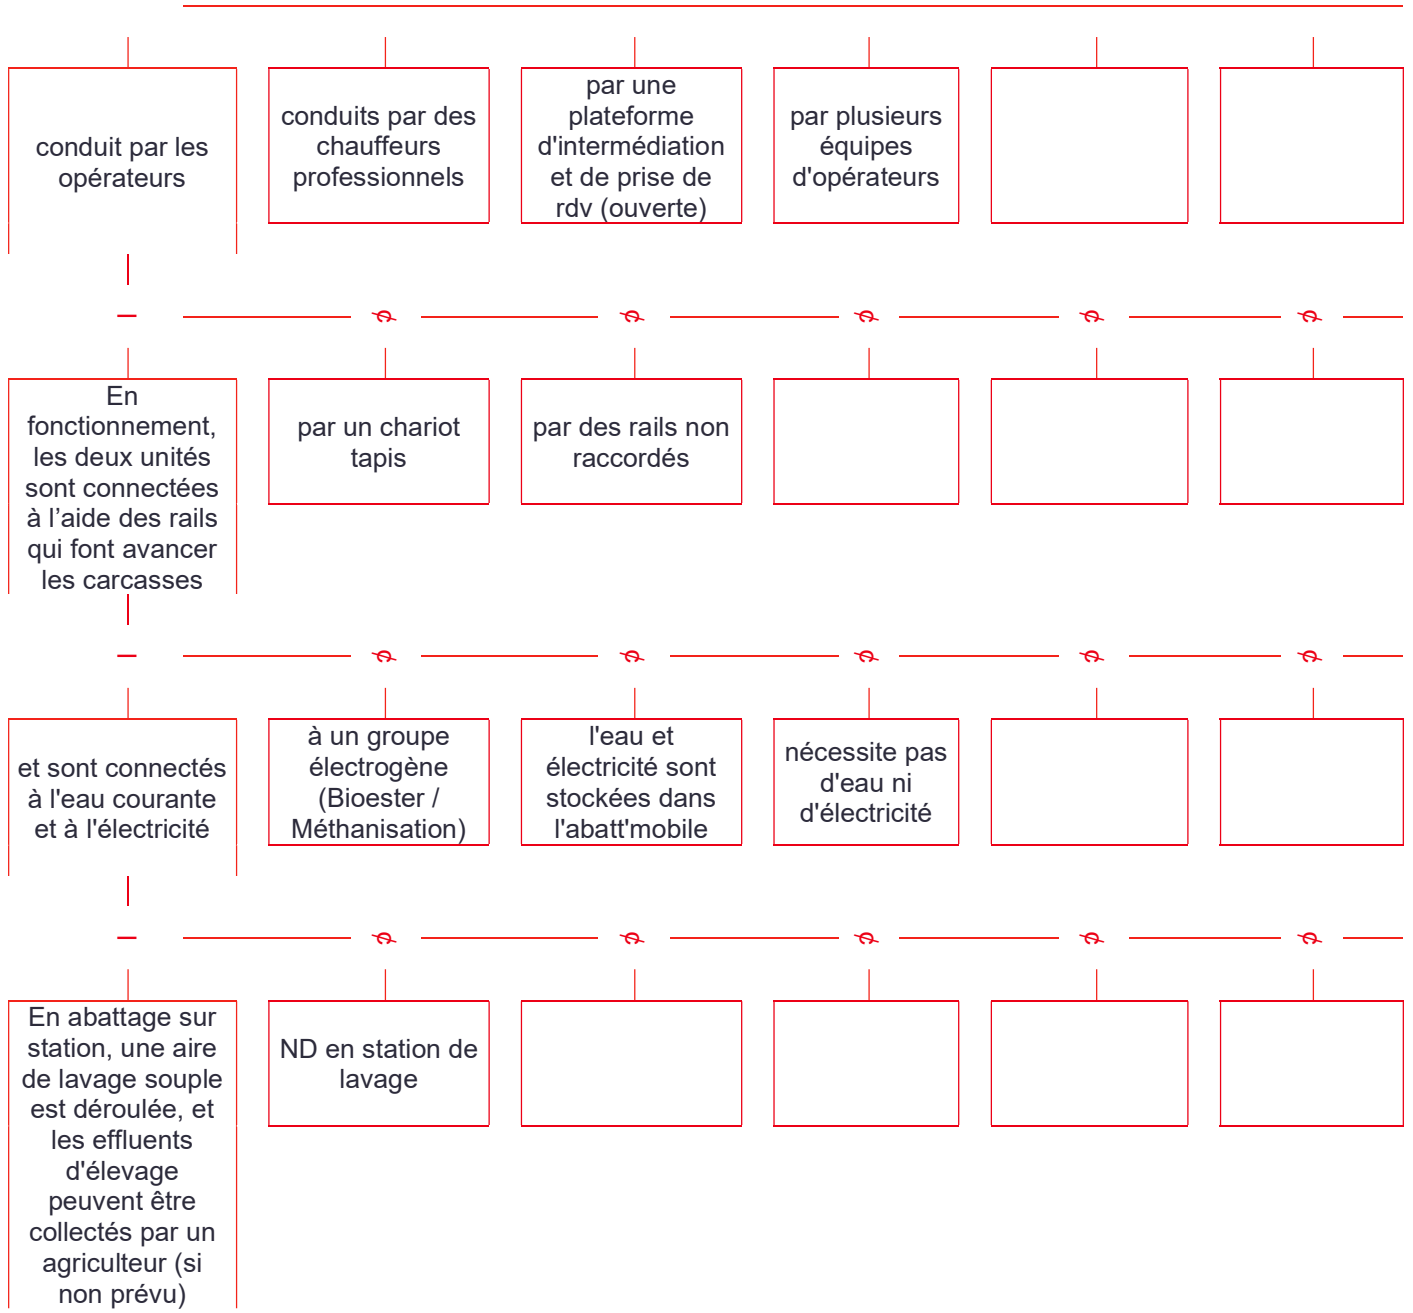 conduit par les
opérateurs
conduits par des
chauffeurs
professionnels
par une
plateforme
d'intermédiation
et de prise de
rdv (ouverte)
par plusieurs
équipes
d'opérateurs
En
fonctionnement,
les deux unités
sont connectées
à l’aide des rails
qui font avancer
les carcasses
par un chariot
tapis
par des rails non
raccordés
et sont connectés
à l'eau courante
et à l'électricité
à un groupe
électrogène
(Bioester /
Méthanisation)
l'eau et
électricité sont
stockées dans
l'abatt'mobile
nécessite pas
d'eau ni
d'électricité
En abattage sur
station, une aire
de lavage souple
est déroulée, et
les effluents
d'élevage
peuvent être
collectés par un
agriculteur (si
non prévu)
ND en station de
lavage